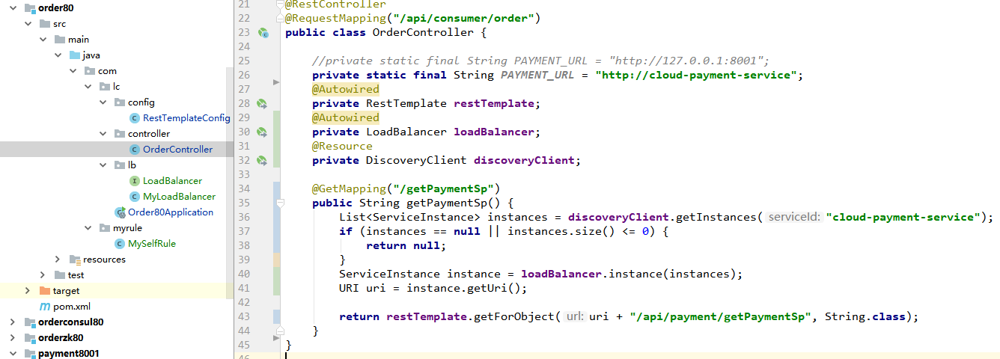 order80
src
main
java
com
lc
config
RestTemplateConfig
controller
OrderController
lb
LoadBalancer
MyLoadBalancer
Order80Application
myrule
MySelfRule
resources
test
target
pom.xml
orderconsul80
orderzk80
payment8001
21 @RestController
22 @RequestMapping("/api/consumer/order")
23 public class OrderController {
24
25 //private static final String PAYMENT_URL = "http://127.0.0.1:8001";
26 private static final String PAYMENT_URL = "http://cloud-payment-service";
27 @Autowired
28 private RestTemplate restTemplate;
29 @Autowired
30 private LoadBalancer loadBalancer;
31 @Resource
32 private DiscoveryClient discoveryClient;
33
34 @GetMapping("/getPaymentSp")
35 public String getPaymentSp() {
36 List<ServiceInstance> instances = discoveryClient.getInstances( serviceId: "cloud-payment-service");
37 if (instances == null || instances.size() <= 0) {
38 return null;
39 }
40 ServiceInstance instance = loadBalancer.instance(instances);
41 URI uri = instance.getUri();
42
43 return restTemplate.getForObject( url: uri + "/api/payment/getPaymentSp", String.class);
44 }
45 }
46